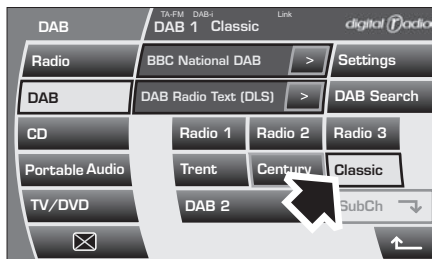 DAB
TA-FM DAB-i Link
DAB 1 Classic
digital radio
Radio
BBC National DAB >
Settings
DAB
DAB Radio Text (DLS) >
DAB Search
CD
Radio 1 Radio 2 Radio 3
Portable Audio
Trent Century Classic
TV/DVD
DAB 2
SubCh